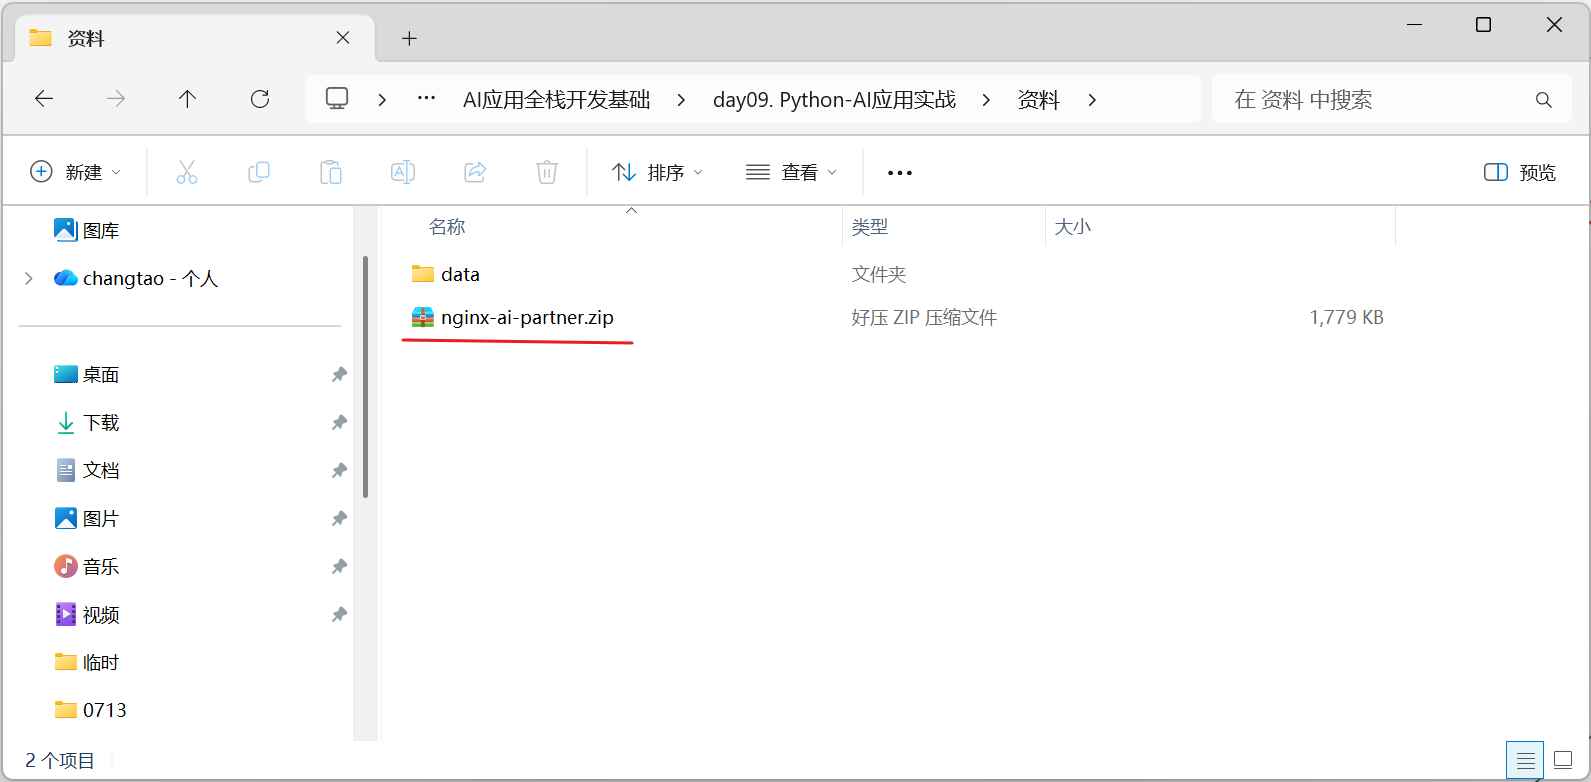 资料
AI应用全栈开发基础 day09. Python-AI应用实战 资料
在 资料 中搜索
新建 排序 查看 预览
图库
changtao - 个人
桌面
下载
文档
图片
音乐
视频
临时
0713
名称 类型 大小
data 文件夹
nginx-ai-partner.zip 好压 ZIP 压缩文件 1,779 KB
2 个项目